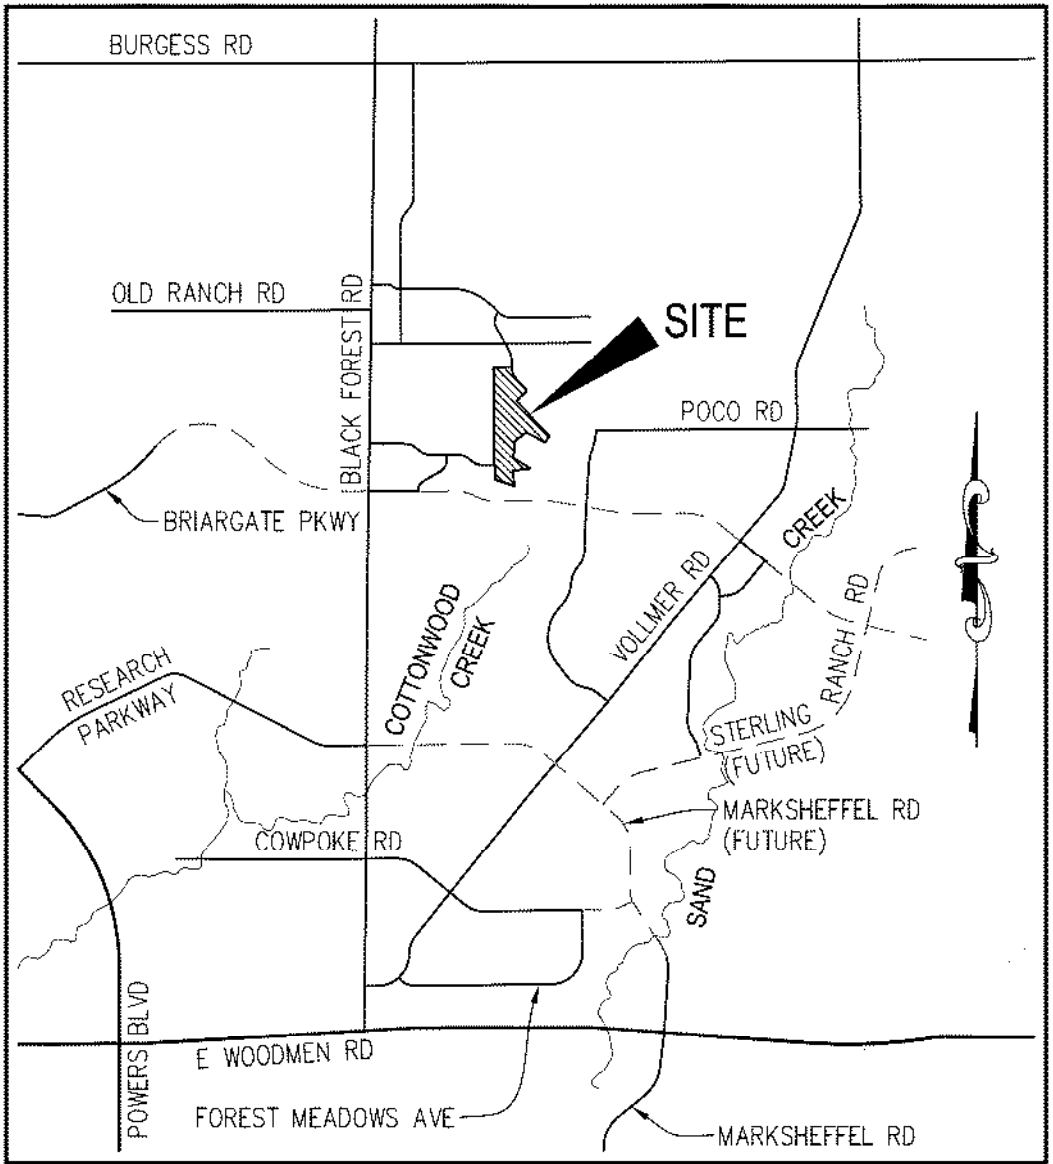 BURGESS RD
OLD RANCH RD
BLACK FOREST RD
SITE
POCO RD
BRIARGATE PKWY
CREEK
VOLLMER RD
COTTONWOOD
CREEK
RANCH RD
RESEARCH
PARKWAY
STERLING
(FUTURE)
MARKSHEFFEL RD
(FUTURE)
COWPOKE RD
SAND
POWERS BLVD
E WOODMEN RD
FOREST MEADOWS AVE
MARKSHEFFEL RD